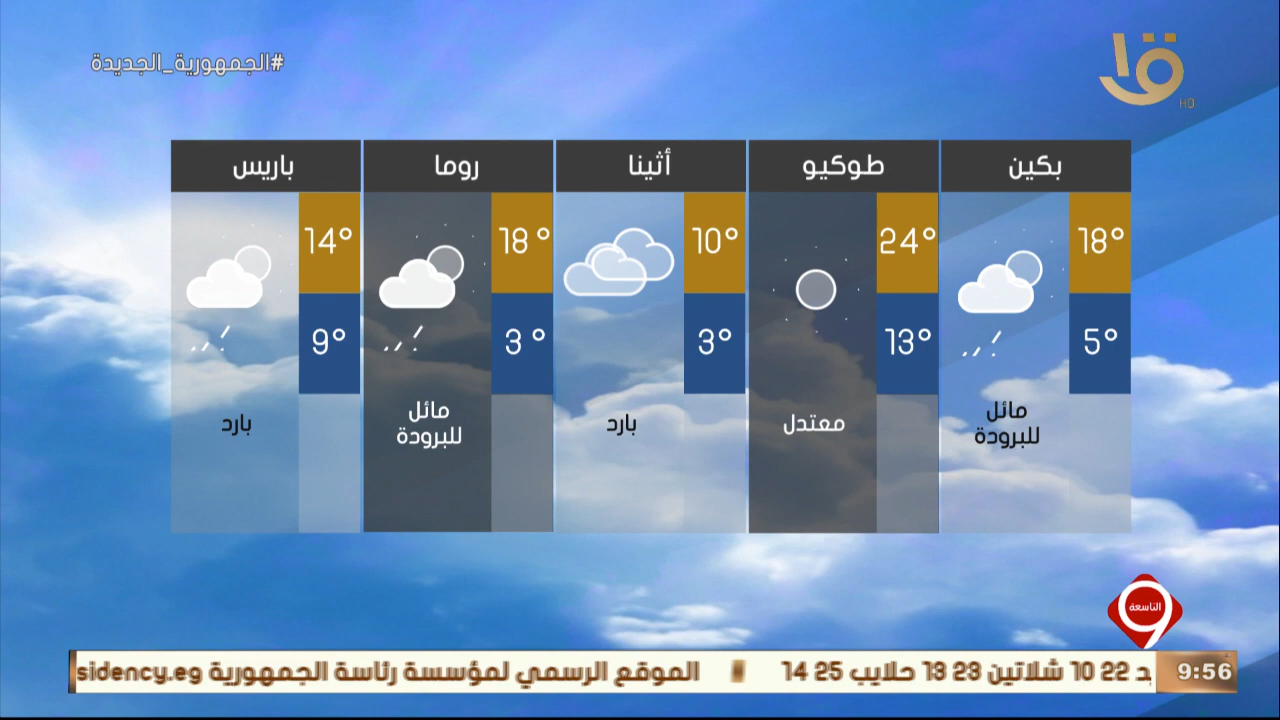 #الجمهورية_الجديدة
HD
بكين
18°
5°
مائل
للبرودة
طوكيو
24°
13°
معتدل
أثينا
10°
3°
بارد
روما
18°
3°
مائل
للبرودة
باريس
14°
9°
بارد
التاسعة
9
9:56
22 10 شلاتين 23 13 حلايب 25 14
الموقع الرسمي لمؤسسة رئاسة الجمهورية sidency.eg